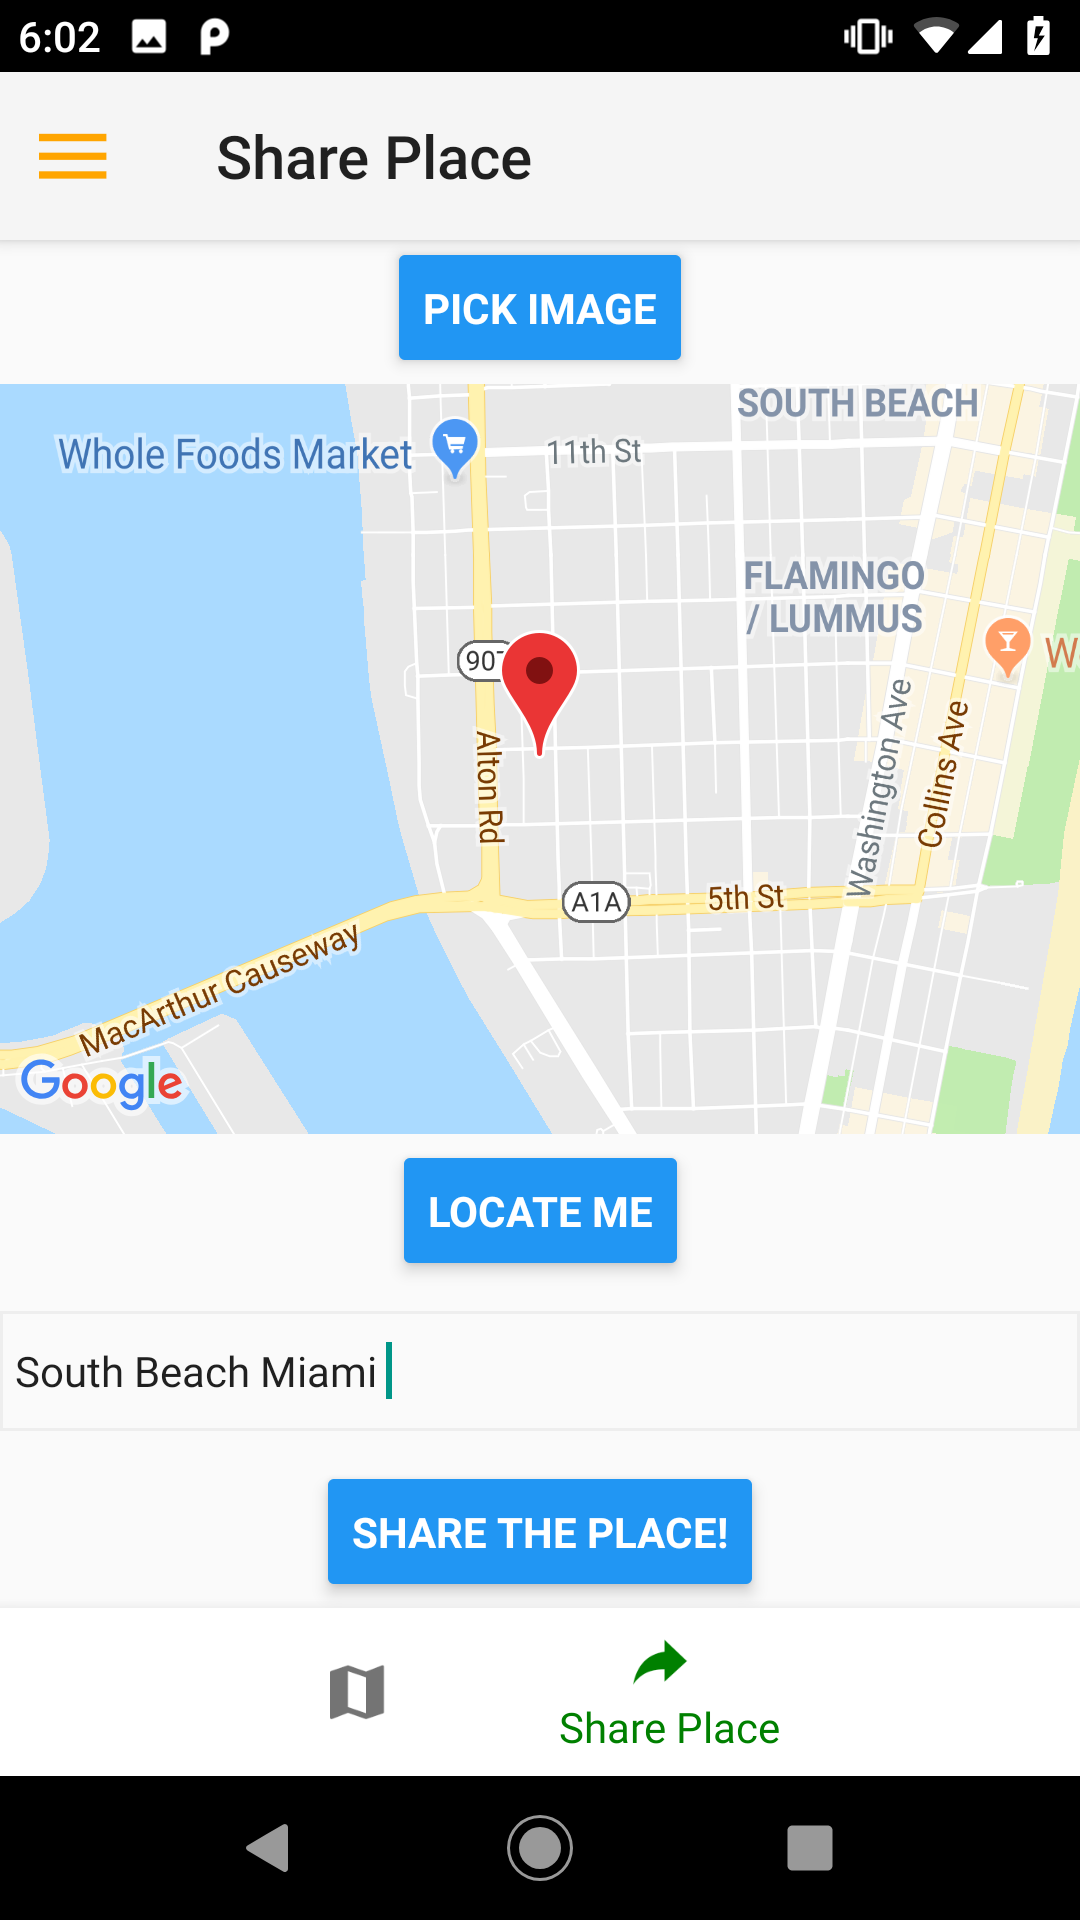 6:02
Share Place
PICK IMAGE
SOUTH BEACH
Whole Foods Market
11th St
FLAMINGO
/ LUMMUS
907
W
Alton Rd
Washington Ave
Collins Ave
A1A
5th St
MacArthur Causeway
Google
LOCATE ME
South Beach Miami
SHARE THE PLACE!
Share Place